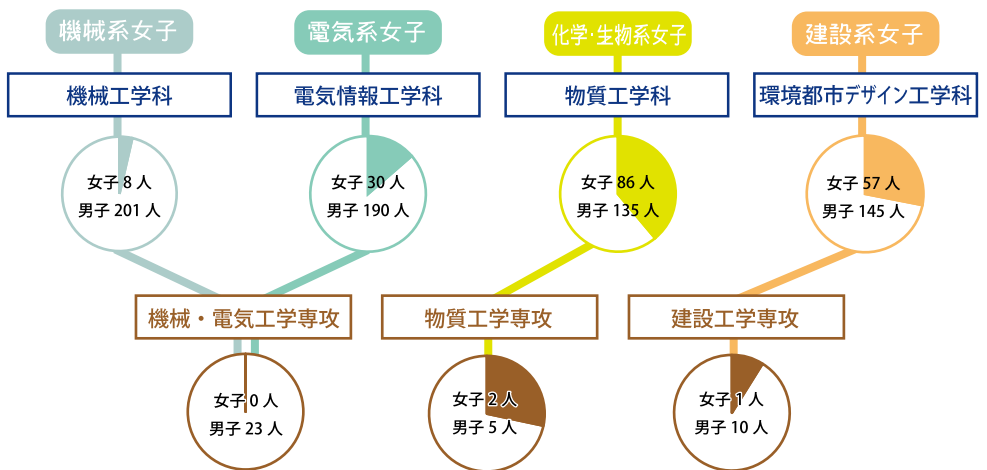 機械系女子
電気系女子
化学・生物系女子
建設系女子
機械工学科
電気情報工学科
物質工学科
環境都市デザイン工学科
女子 8 人
男子 201 人
女子 30 人
男子 190 人
女子 86 人
男子 135 人
女子 57 人
男子 145 人
機械・電気工学専攻
物質工学専攻
建設工学専攻
女子 0 人
男子 23 人
女子 2 人
男子 5 人
女子 1 人
男子 10 人